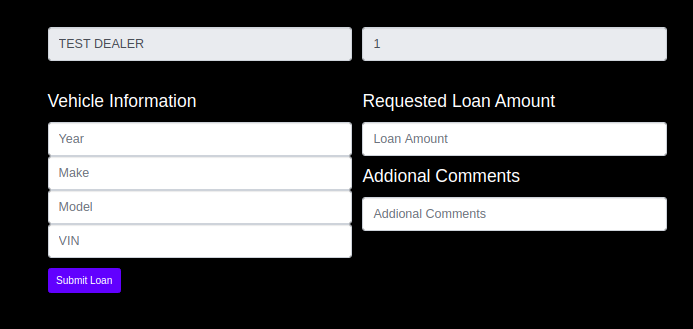 TEST DEALER
1
Vehicle Information
Year
Make
Model
VIN
Submit Loan
Requested Loan Amount
Loan Amount
Addional Comments
Addional Comments